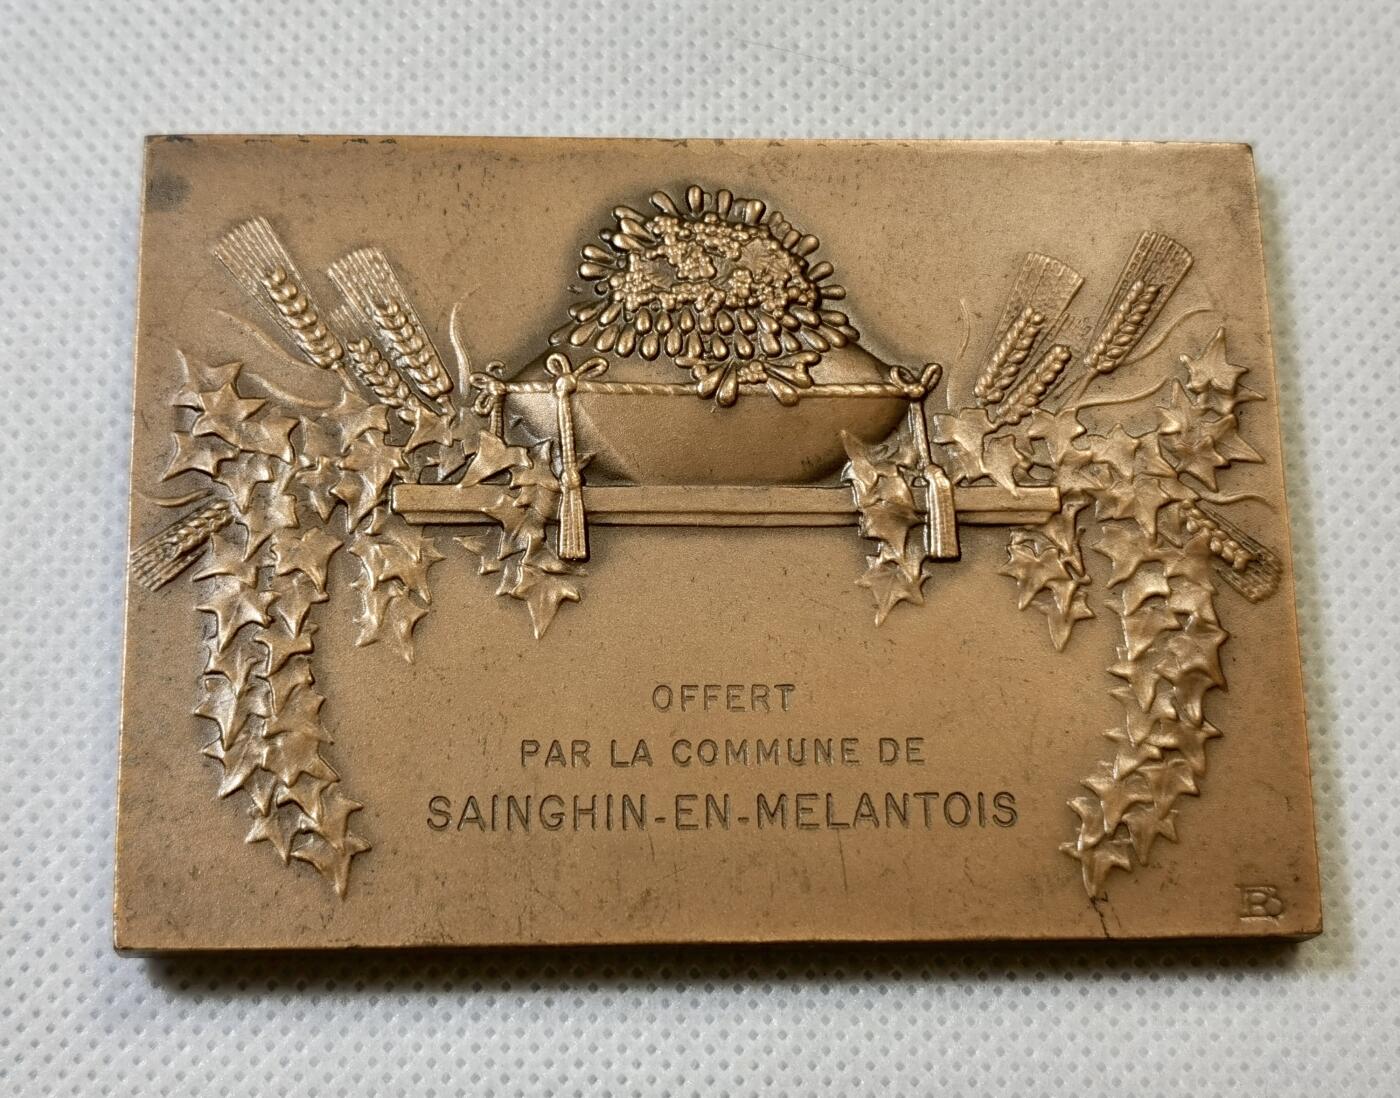 OFFERT
PAR LA COMMUNE DE
SAINGHIN-EN-MELANTOIS